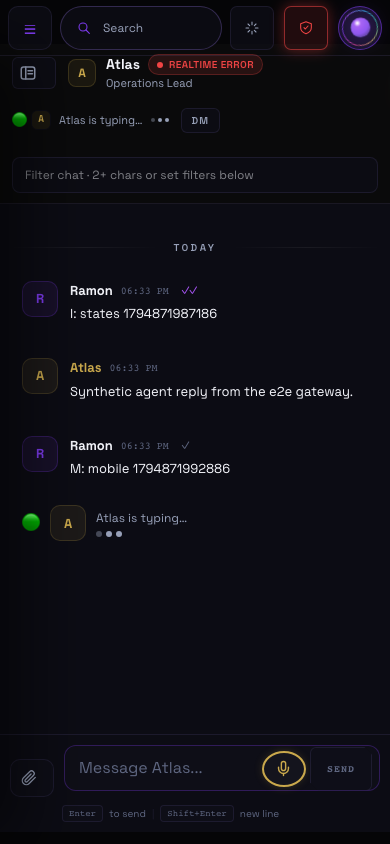 Search
A
Atlas
REALTIME ERROR
Operations Lead
A
Atlas is typing...
DM
Filter chat · 2+ chars or set filters below
TODAY
R
Ramon 06:33 PM
I: states 1794871987186
A
Atlas 06:33 PM
Synthetic agent reply from the e2e gateway.
R
Ramon 06:33 PM
M: mobile 1794871992886
A
Atlas is typing...
Message Atlas...
SEND
Enter to send Shift+Enter new line